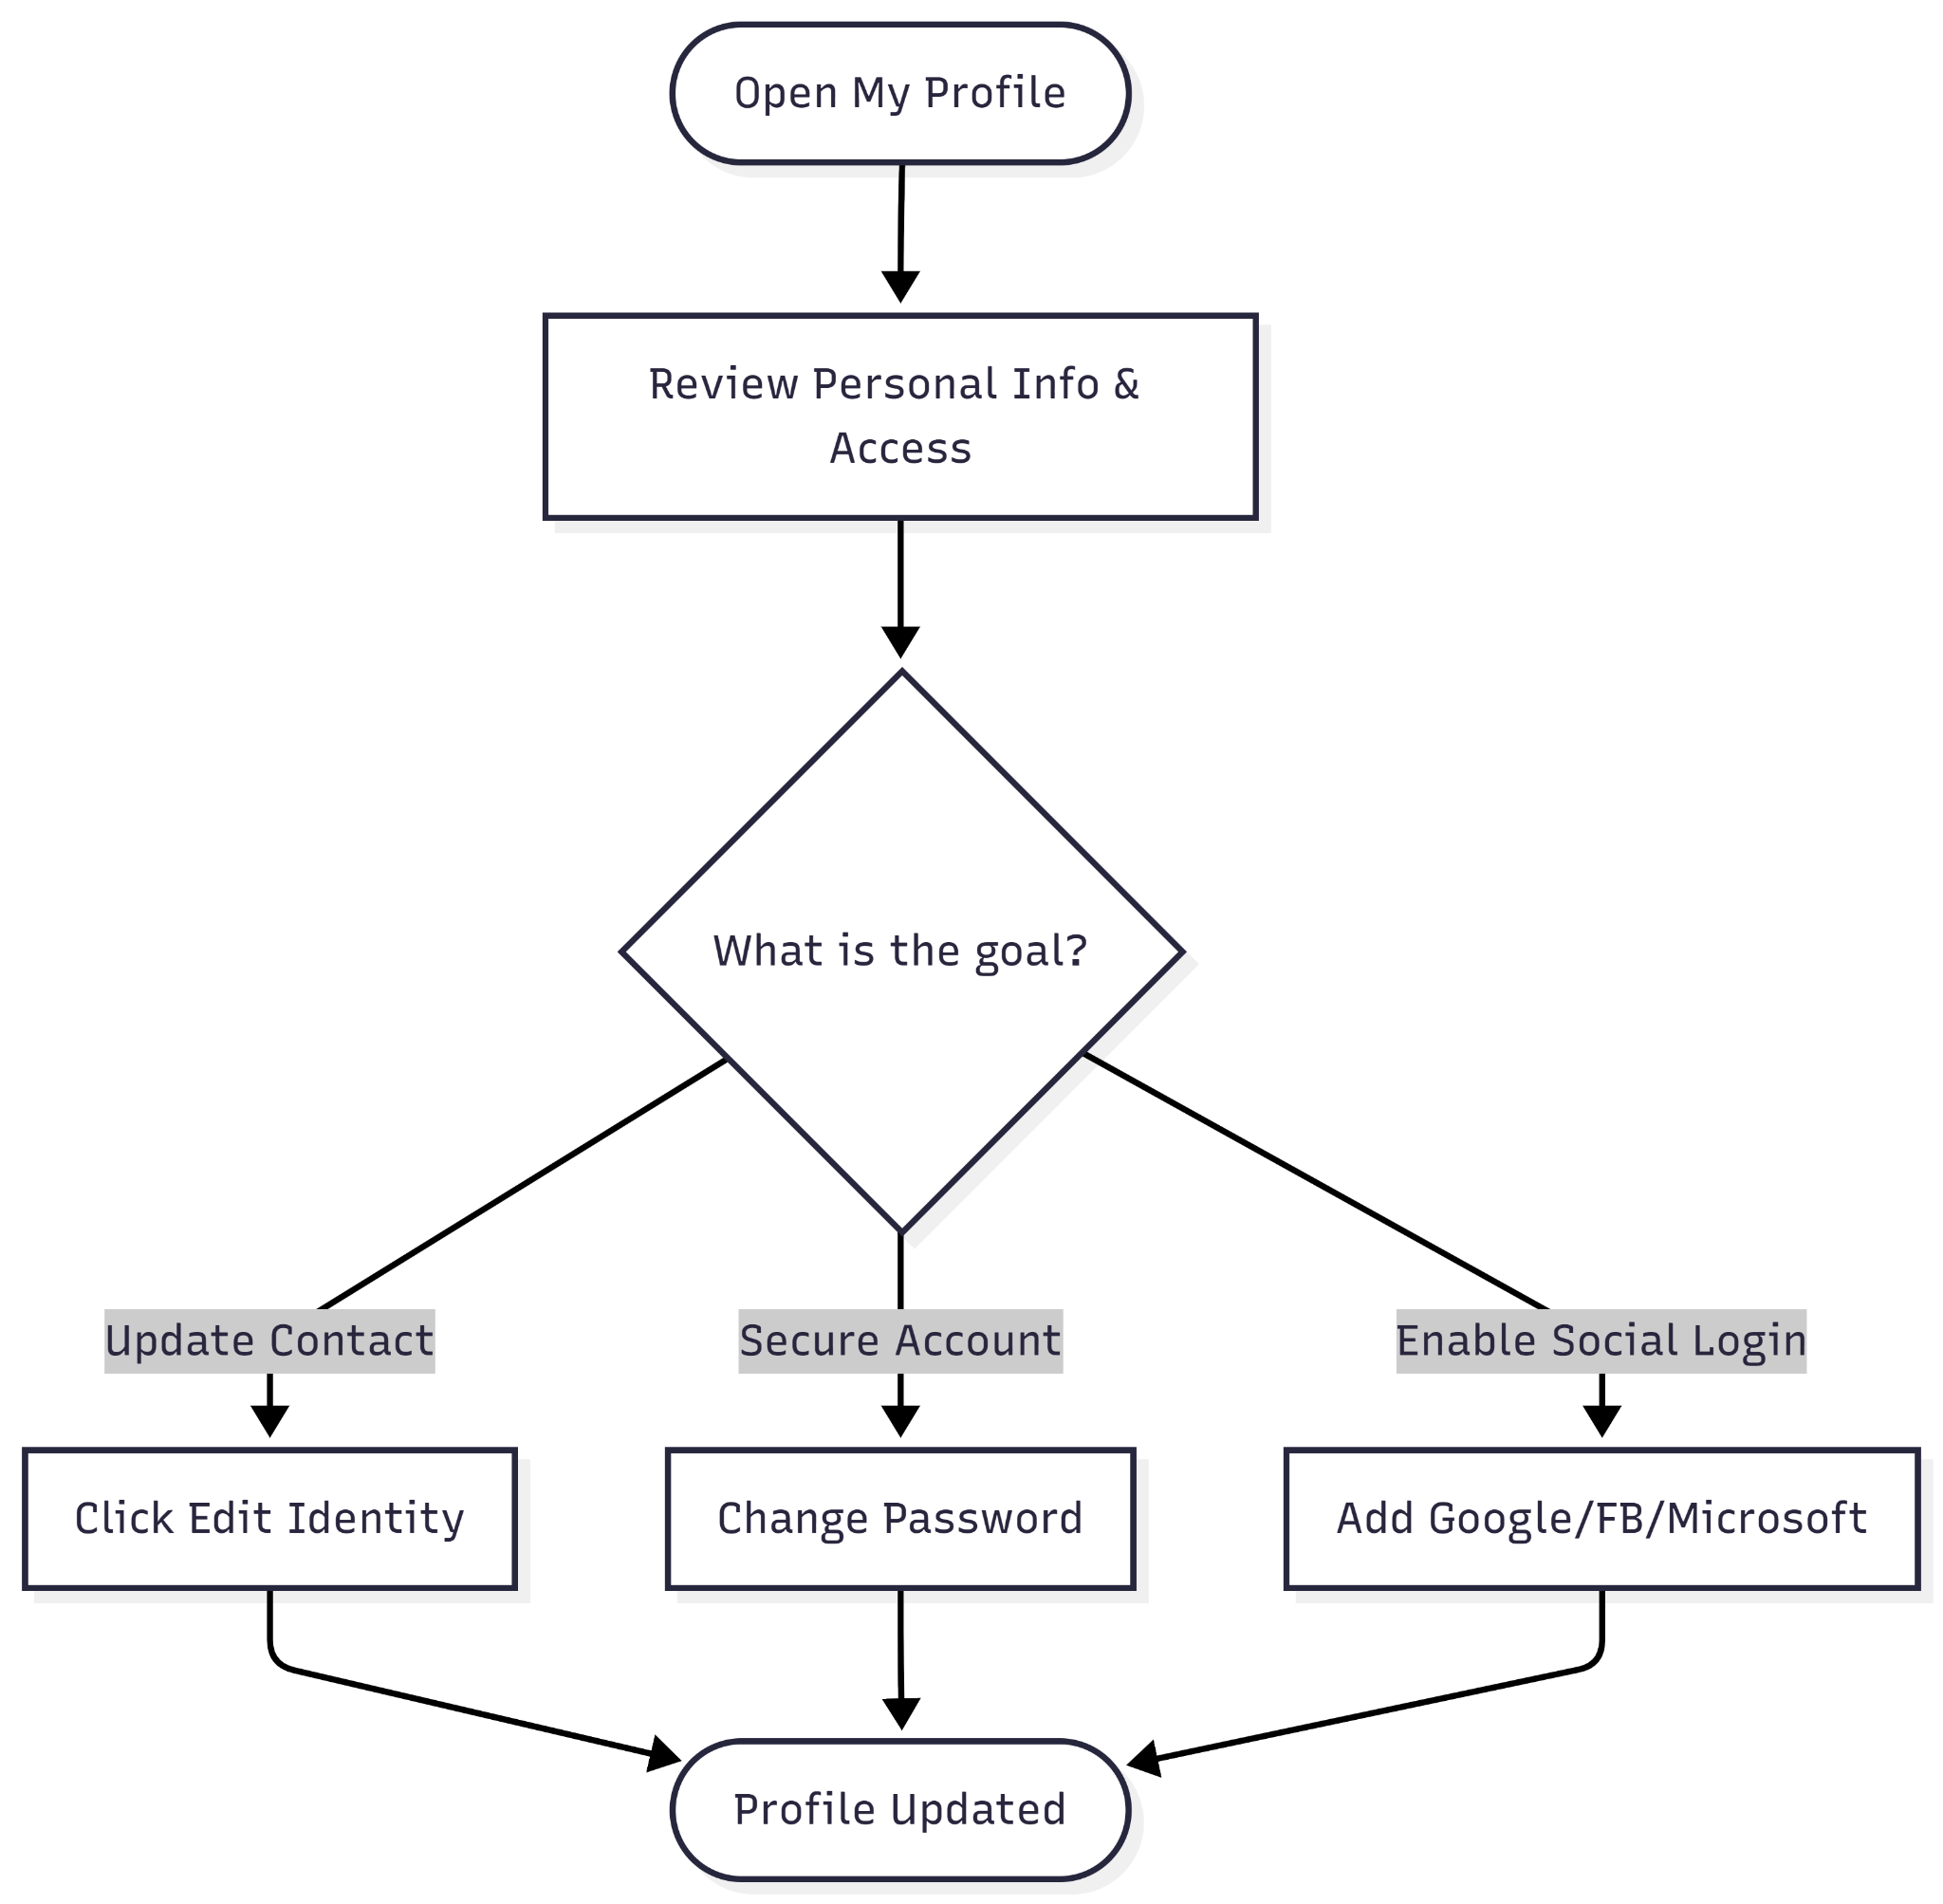 Open My Profile
Review Personal Info &
Access
What is the goal?
Update Contact
Secure Account
Enable Social Login
Click Edit Identity
Change Password
Add Google/FB/Microsoft
Profile Updated